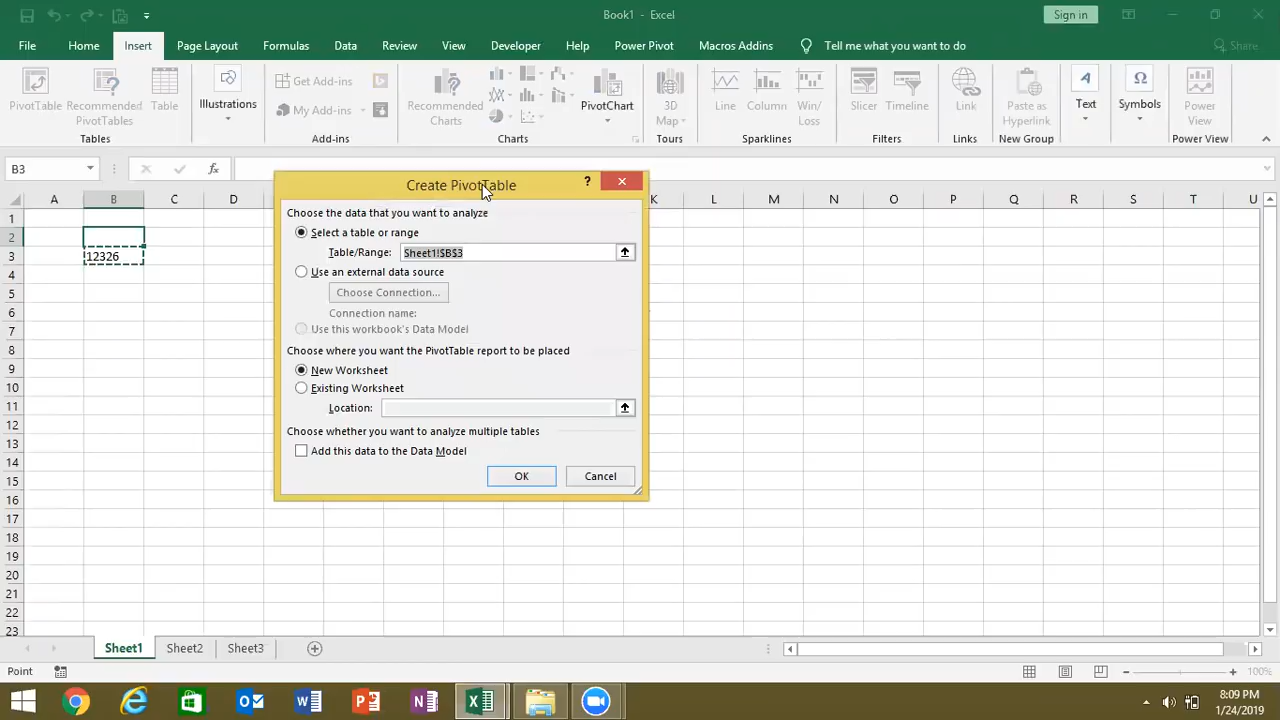 Book1 - Excel
Sign in
File Home Insert Page Layout Formulas Data Review View Developer Help Power Pivot Macros Addins Tell me what you want to do Share
PivotTable
Recommended PivotTables
Table
Tables
Illustrations
Get Add-ins
My Add-ins
Add-ins
Recommended Charts
PivotChart
Charts
3D Map
Tours
Line
Column
Win/Loss
Sparklines
Slicer
Timeline
Filters
Link
Links
Paste as Hyperlink
New Group
Text
Symbols
Power View
Power View
B3
fx
A B C D K L M N O P Q R S T U
1
2
3 12326
4
5
6
7
8
9
10
11
12
13
14
15
16
17
18
19
20
21
22
23
Create PivotTable ?
Choose the data that you want to analyze
Select a table or range
Table/Range: Sheet1!$B$3
Use an external data source
Choose Connection...
Connection name:
Use this workbook's Data Model
Choose where you want the PivotTable report to be placed
New Worksheet
Existing Worksheet
Location:
Choose whether you want to analyze multiple tables
Add this data to the Data Model
OK Cancel
Sheet1 Sheet2 Sheet3
Point 100%
8:09 PM
1/24/2019